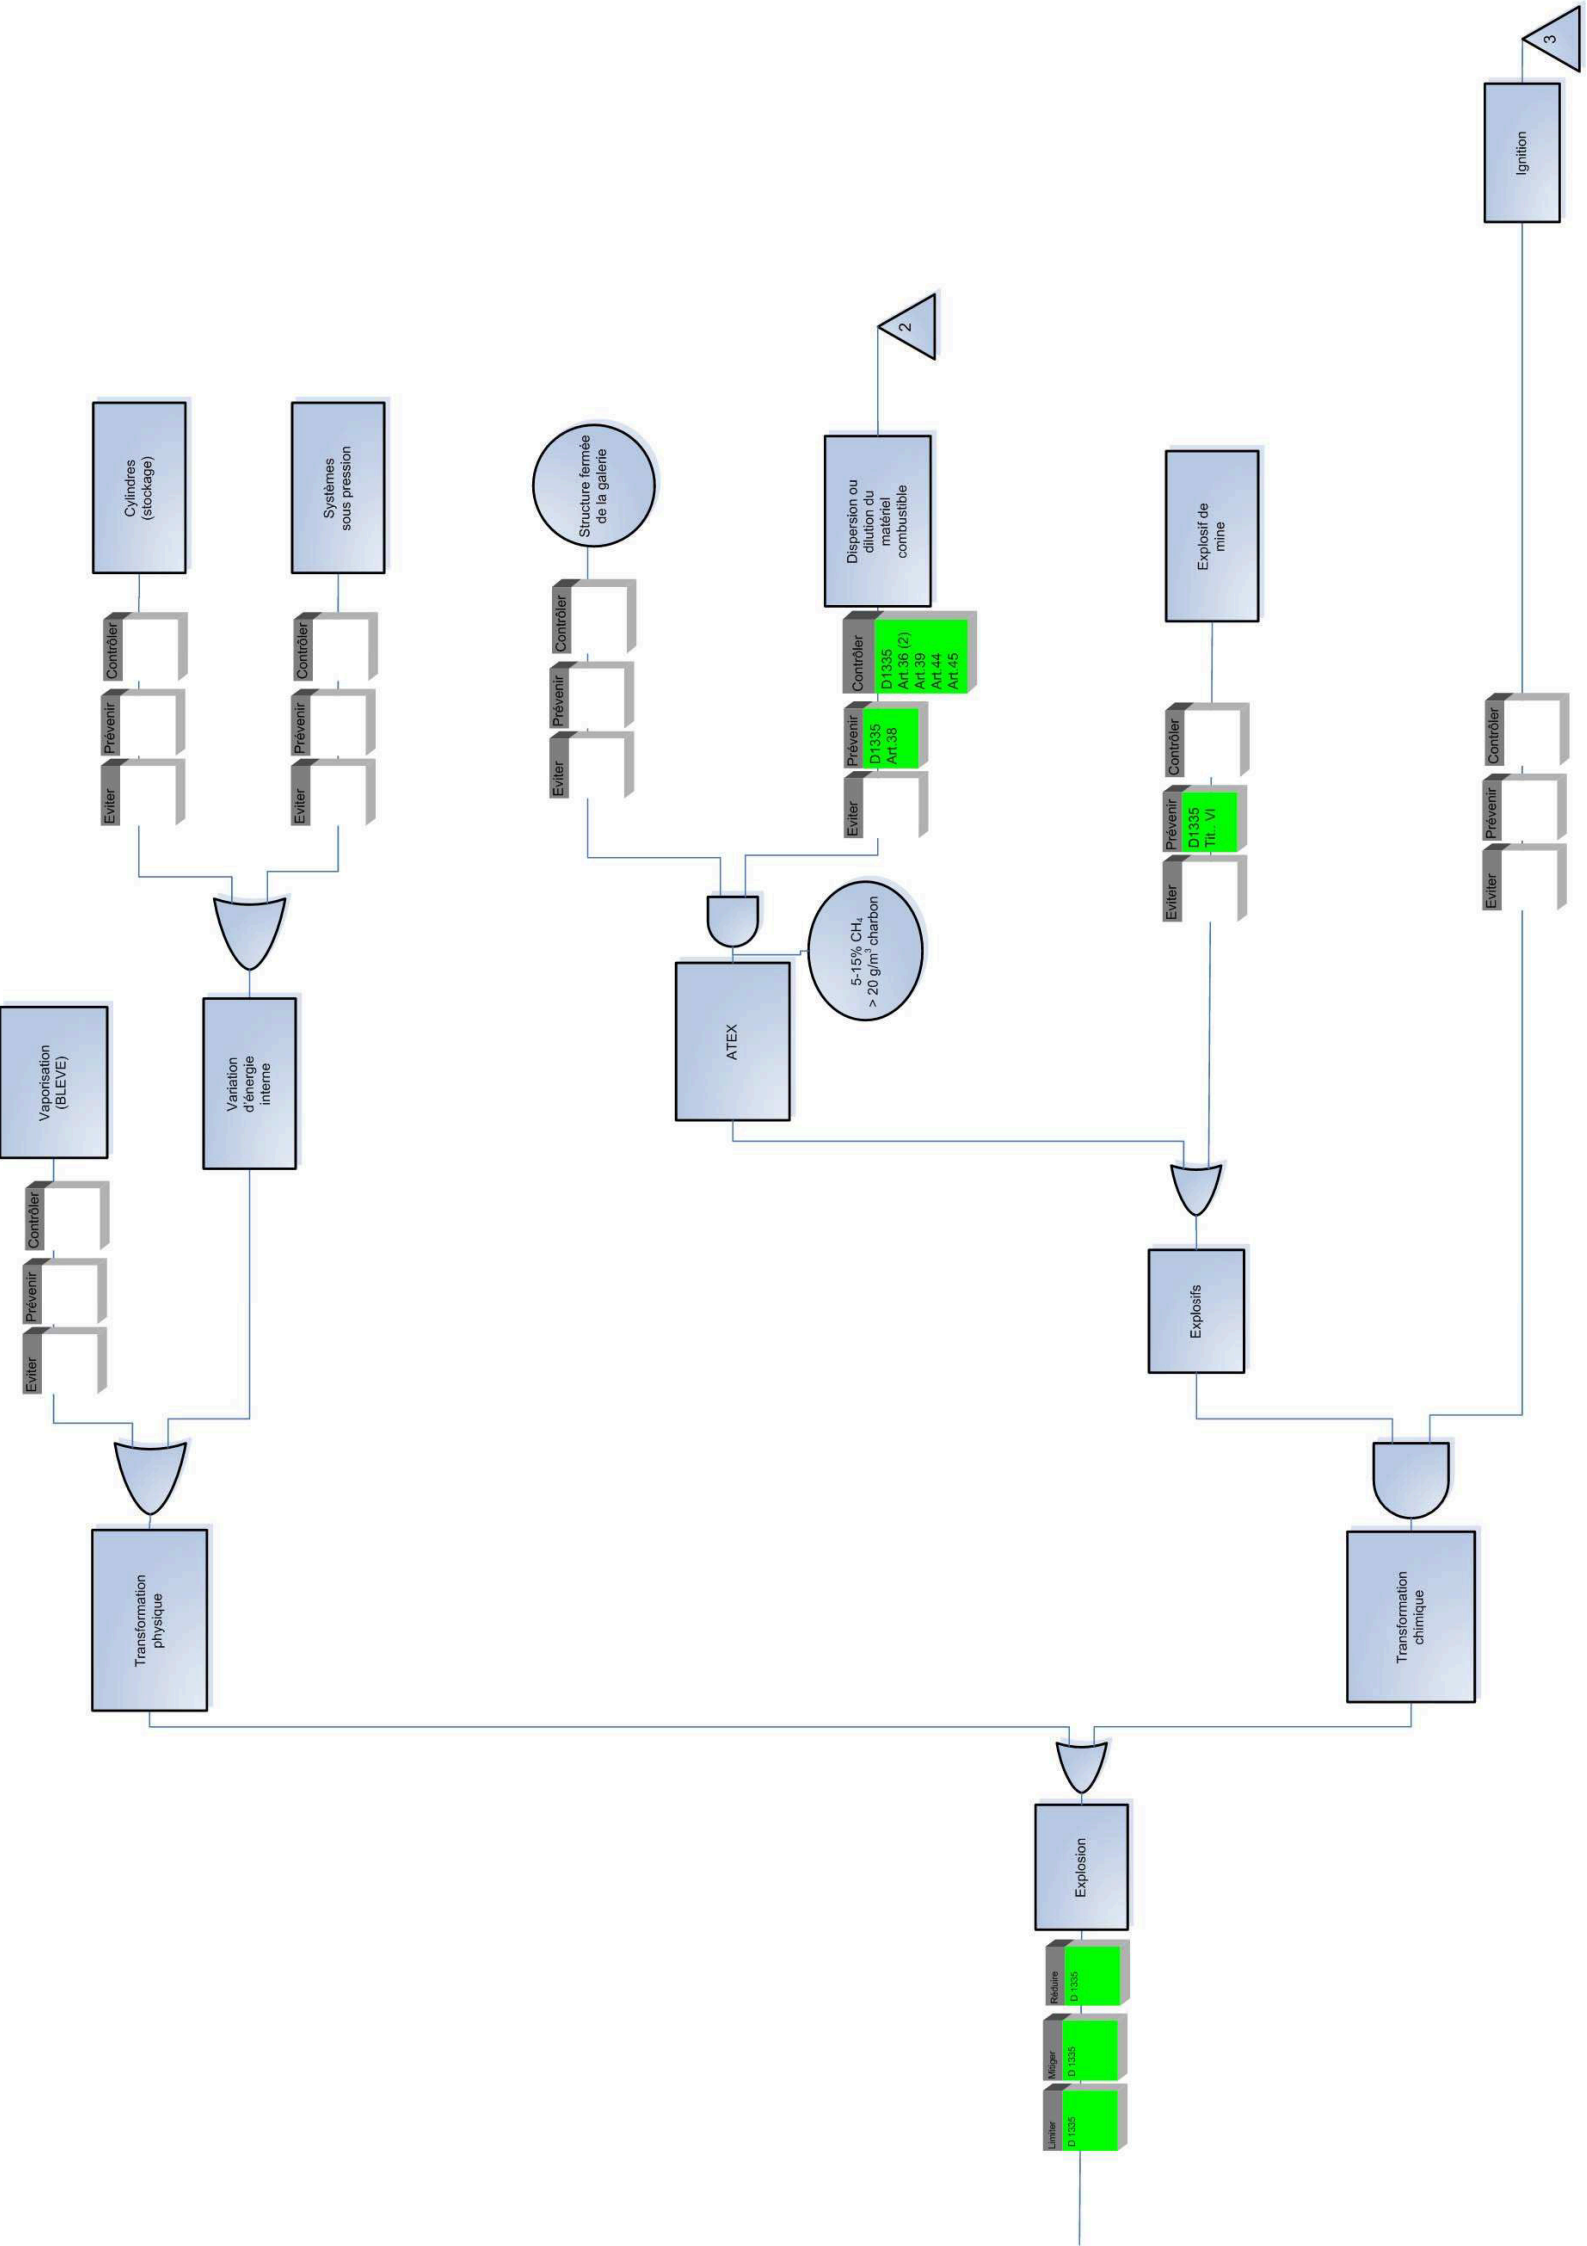 Vaporisation
(BLEVE)
Contrôler
Prévenir
Eviter
Cylindres
(stockage)
Contrôler
Prévenir
Eviter
Systèmes
sous pression
Contrôler
Prévenir
Eviter
Variation
d'énergie
interne
Transformation
physique
Structure fermée
de la galerie
Contrôler
Prévenir
Eviter
Dispersion ou
dilution du
matériel
combustible
2
Contrôler
D1335
Art.36 (2)
Art.39
Art.44
Art.45
Prévenir
D1335
Art.38
Eviter
5-15% CH₄
> 20 g/m³ charbon
ATEX
Explosif de
mine
Contrôler
Prévenir
D1335
Tit.. VI
Eviter
Explosifs
3
Ignition
Contrôler
Prévenir
Eviter
Transformation
chimique
Explosion
Réduire
D 1335
Mitiger
D 1335
Limiter
D 1335